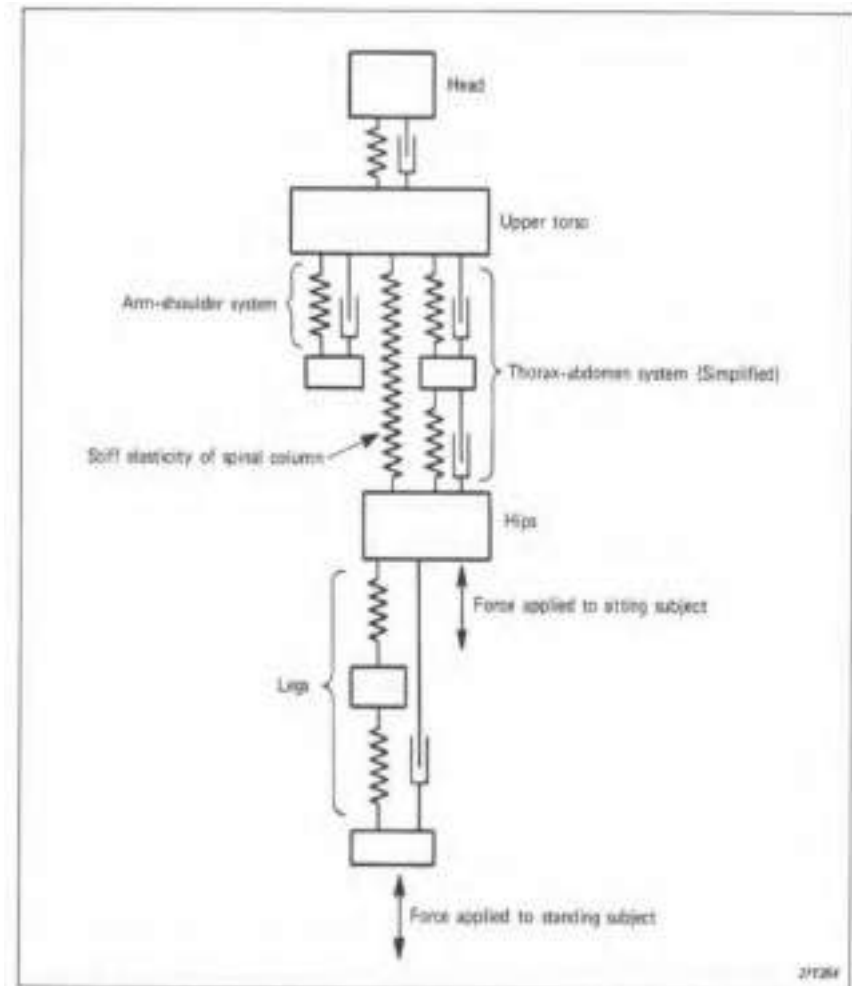 Head
Upper torso
Arm-shoulder system
Thorax-abdomen system (Simplified)
Stiff elasticity of spinal column
Hips
Force applied to sitting subject
Legs
Force applied to standing subject